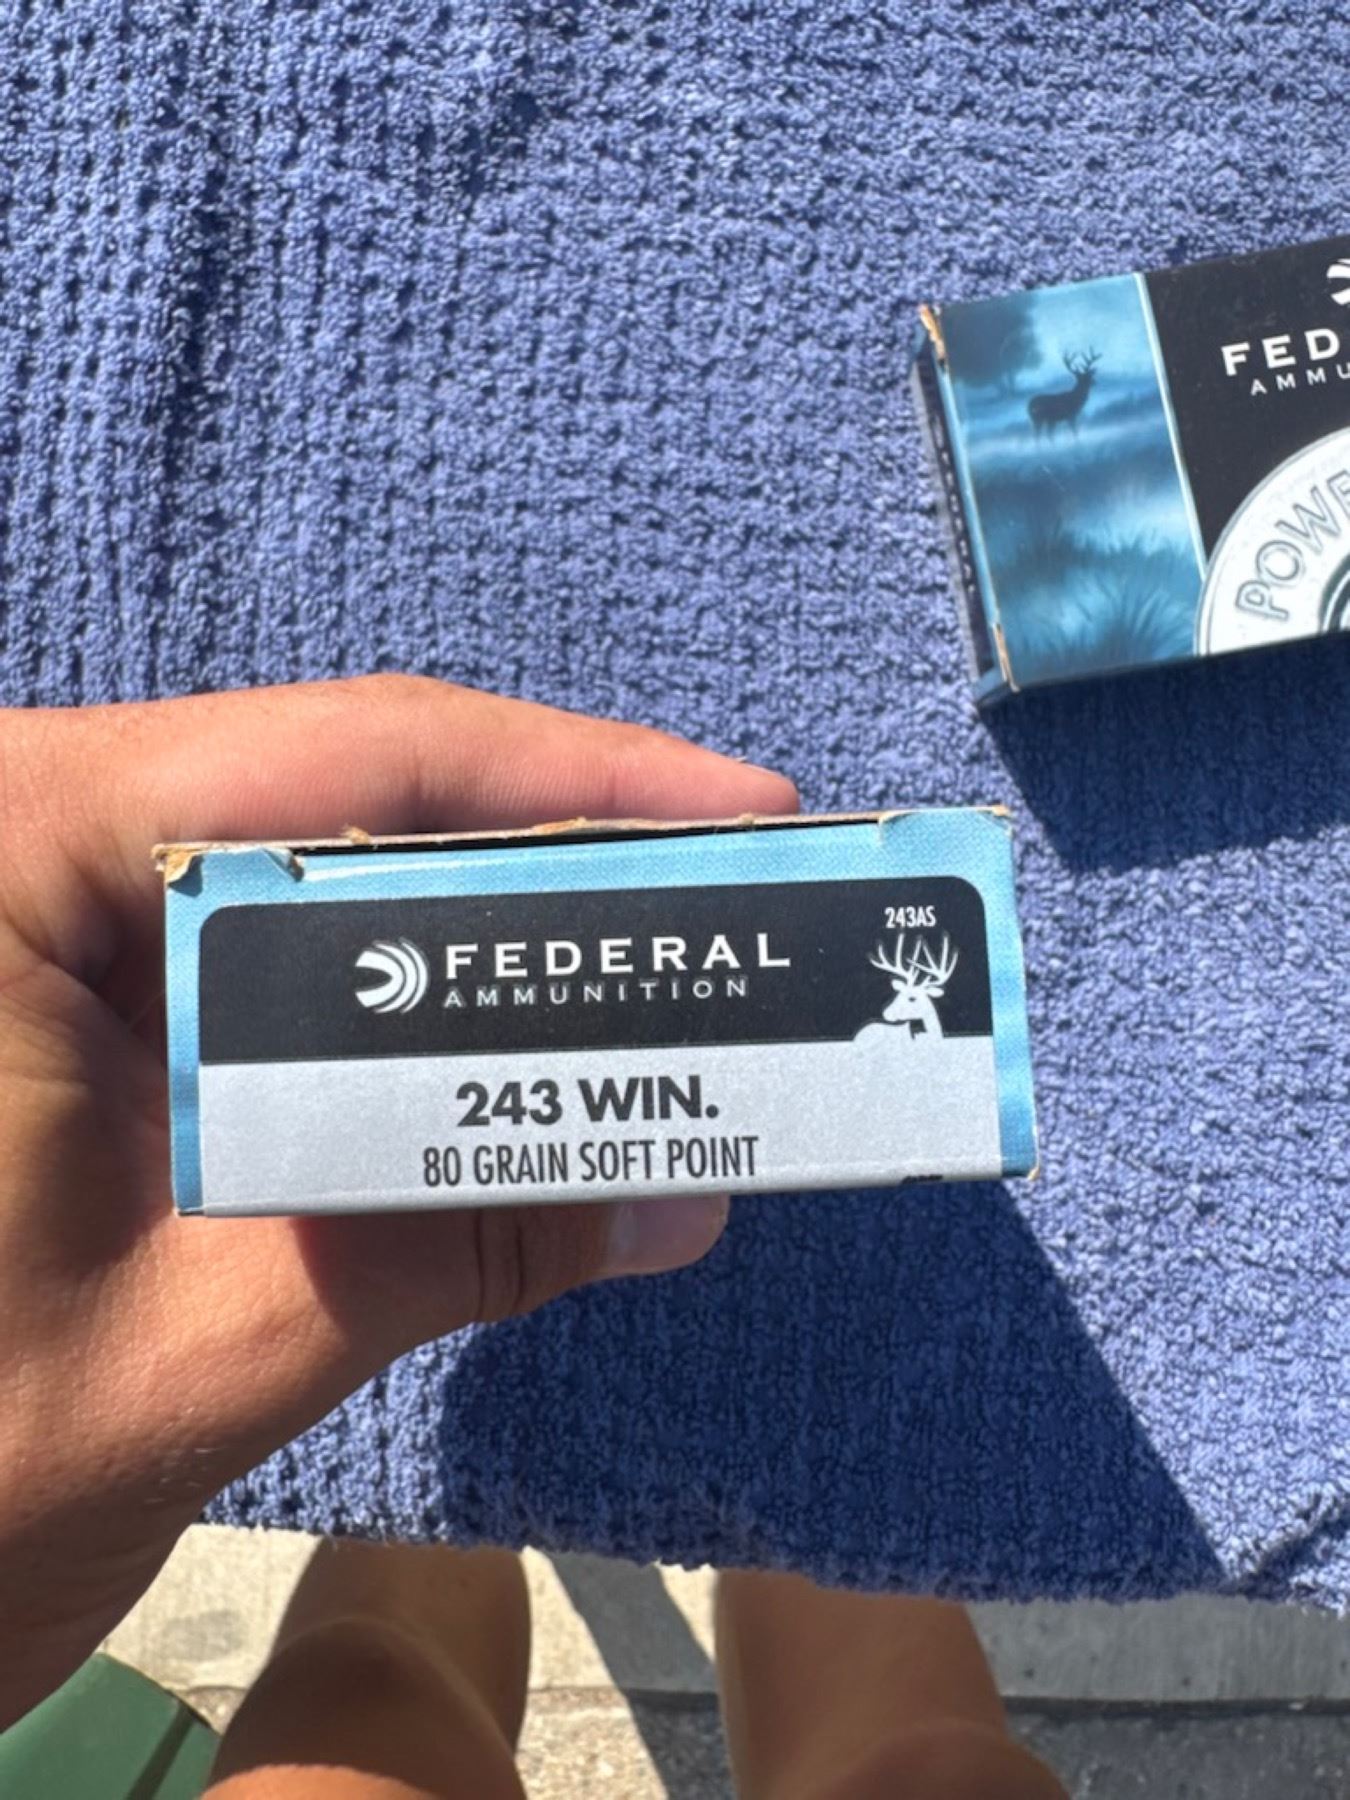 FED
AMMU
POWE
243AS
FEDERAL
AMMUNITION
243 WIN.
80 GRAIN SOFT POINT